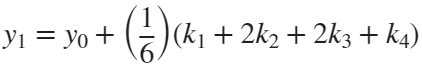 y₁ = y₀ + (1/6)(k₁ + 2k₂ + 2k₃ + k₄)